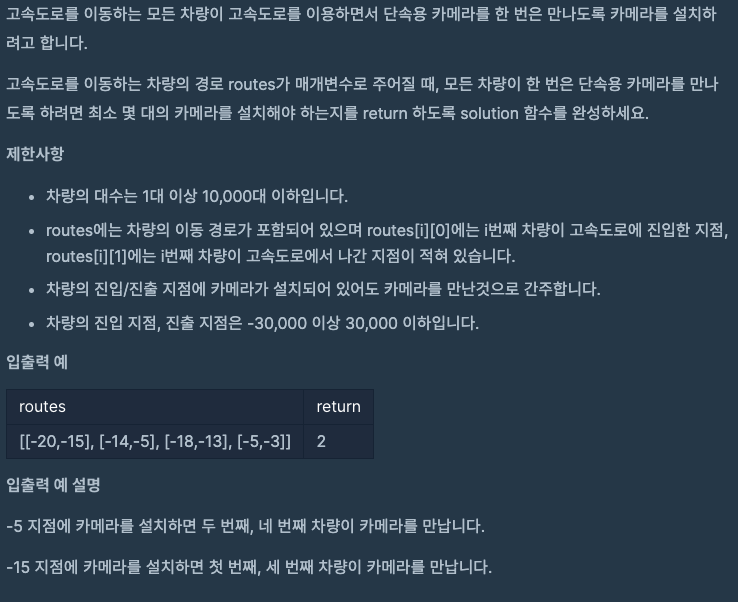 고속도로를 이동하는 모든 차량이 고속도로를 이용하면서 단속용 카메라를 한 번은 만나도록 카메라를 설치하
려고 합니다.
고속도로를 이동하는 차량의 경로 routes가 매개변수로 주어질 때, 모든 차량이 한 번은 단속용 카메라를 만나
도록 하려면 최소 몇 대의 카메라를 설치해야 하는지를 return 하도록 solution 함수를 완성하세요.
제한사항
• 차량의 대수는 1대 이상 10,000대 이하입니다.
• routes에는 차량의 이동 경로가 포함되어 있으며 routes[i][0]에는 i번째 차량이 고속도로에 진입한 지점,
routes[i][1]에는 i번째 차량이 고속도로에서 나간 지점이 적혀 있습니다.
• 차량의 진입/진출 지점에 카메라가 설치되어 있어도 카메라를 만난것으로 간주합니다.
• 차량의 진입 지점, 진출 지점은 -30,000 이상 30,000 이하입니다.
입출력 예
routes return
[[-20,-15], [-14,-5], [-18,-13], [-5,-3]] 2
입출력 예 설명
-5 지점에 카메라를 설치하면 두 번째, 네 번째 차량이 카메라를 만납니다.
-15 지점에 카메라를 설치하면 첫 번째, 세 번째 차량이 카메라를 만납니다.